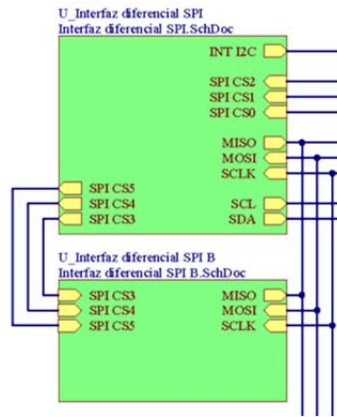 U_Interfaz diferencial SPI
Interfaz diferencial SPI.SchDoc
INT I2C
SPI CS2
SPI CS1
SPI CS0
MISO
MOSI
SCLK
SPI CS5
SPI CS4
SCL
SPI CS3
SDA
U_Interfaz diferencial SPI B
Interfaz diferencial SPI B.SchDoc
SPI CS3
MISO
SPI CS4
MOSI
SPI CS5
SCLK